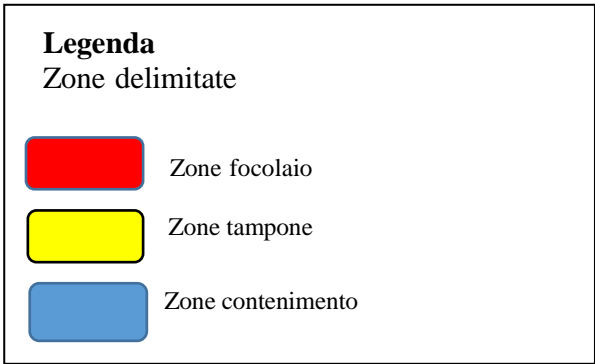 Legenda
Zone delimitate
Zone focolaio
Zone tampone
Zone contenimento